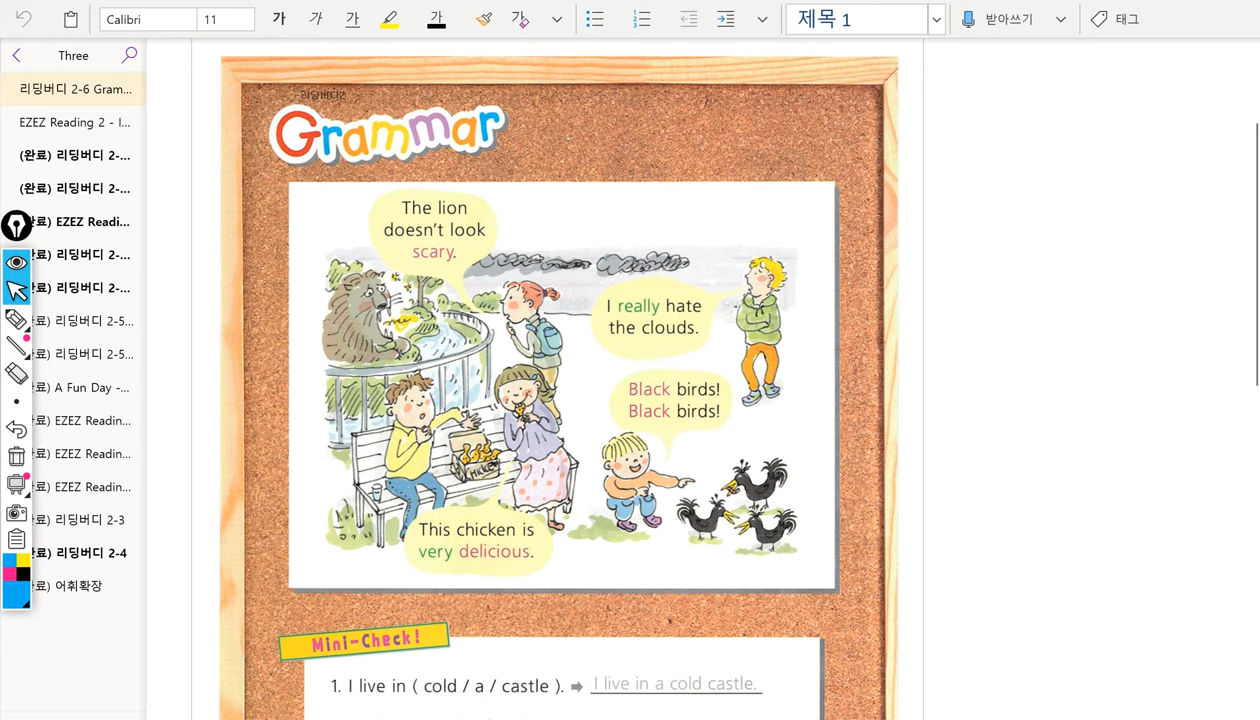 Calibri
11
가
가
가
가
가
제목 1
받아쓰기
태그
Three
리딩버디 2-6 Gram...
EZEZ Reading 2 - I...
(완료) 리딩버디 2-...
(완료) 리딩버디 2-...
료) EZEZ Readi...
료) 리딩버디 2-...
료) 리딩버디 2-...
료) 리딩버디 2-5...
료) 리딩버디 2-5...
료) A Fun Day -...
료) EZEZ Readin...
료) EZEZ Readin...
료) EZEZ Readin...
료) 리딩버디 2-3
료) 리딩버디 2-4
료) 어휘확장
리딩버디2
Grammar
The lion
doesn't look
scary.
I really hate
the clouds.
Black birds!
Black birds!
CHICKEN
This chicken is
very delicious.
Mini-Check!
1. I live in ( cold / a / castle ). ➡ I live in a cold castle.